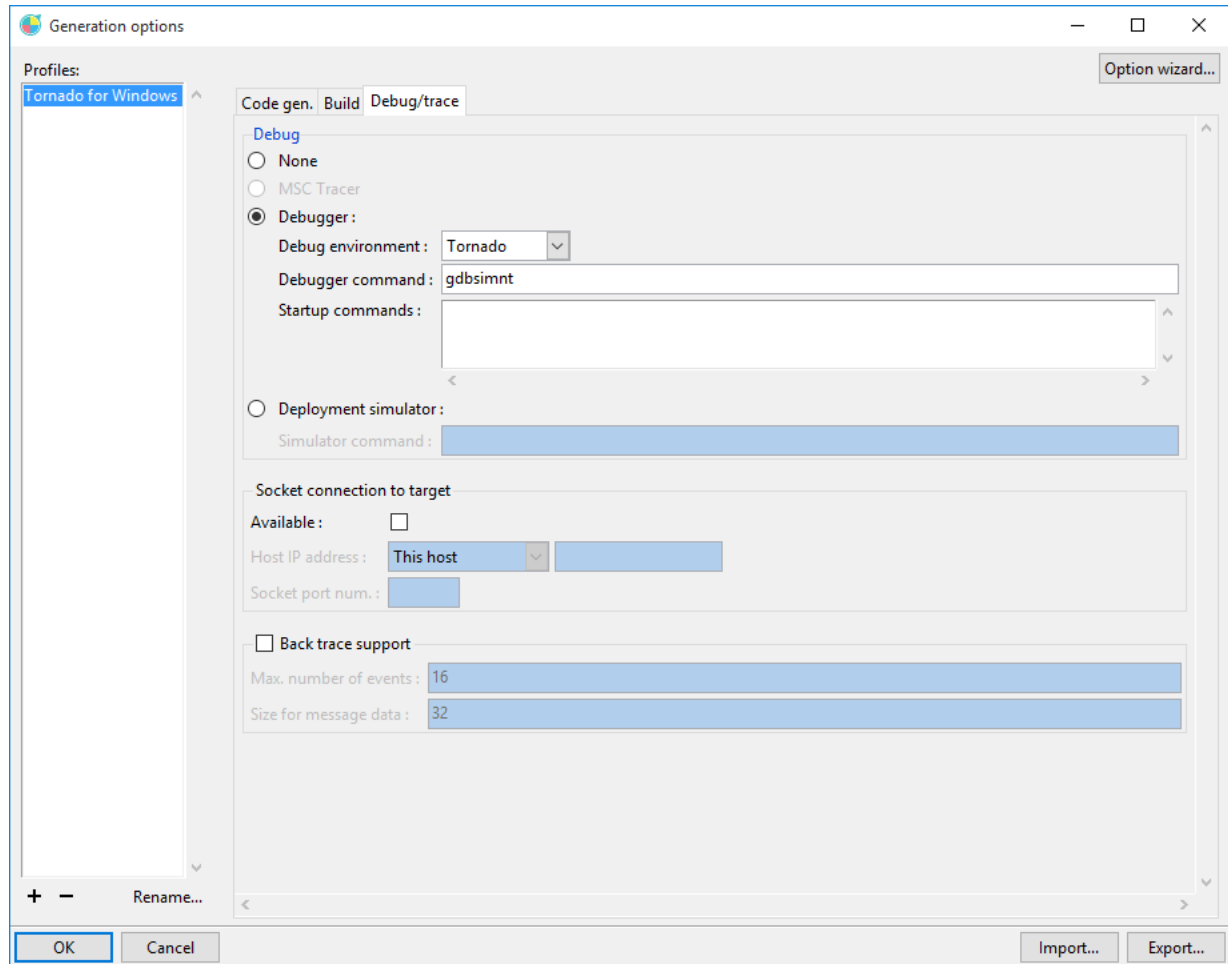 Generation options
Profiles:
Option wizard...
Tornado for Windows
Code gen. Build Debug/trace
Debug
None
MSC Tracer
Debugger :
Debug environment : Tornado
Debugger command : gdbsimnt
Startup commands :
Deployment simulator :
Simulator command :
Socket connection to target
Available :
Host IP address : This host
Socket port num. :
Back trace support
Max. number of events : 16
Size for message data : 32
Rename...
OK Cancel Import... Export...